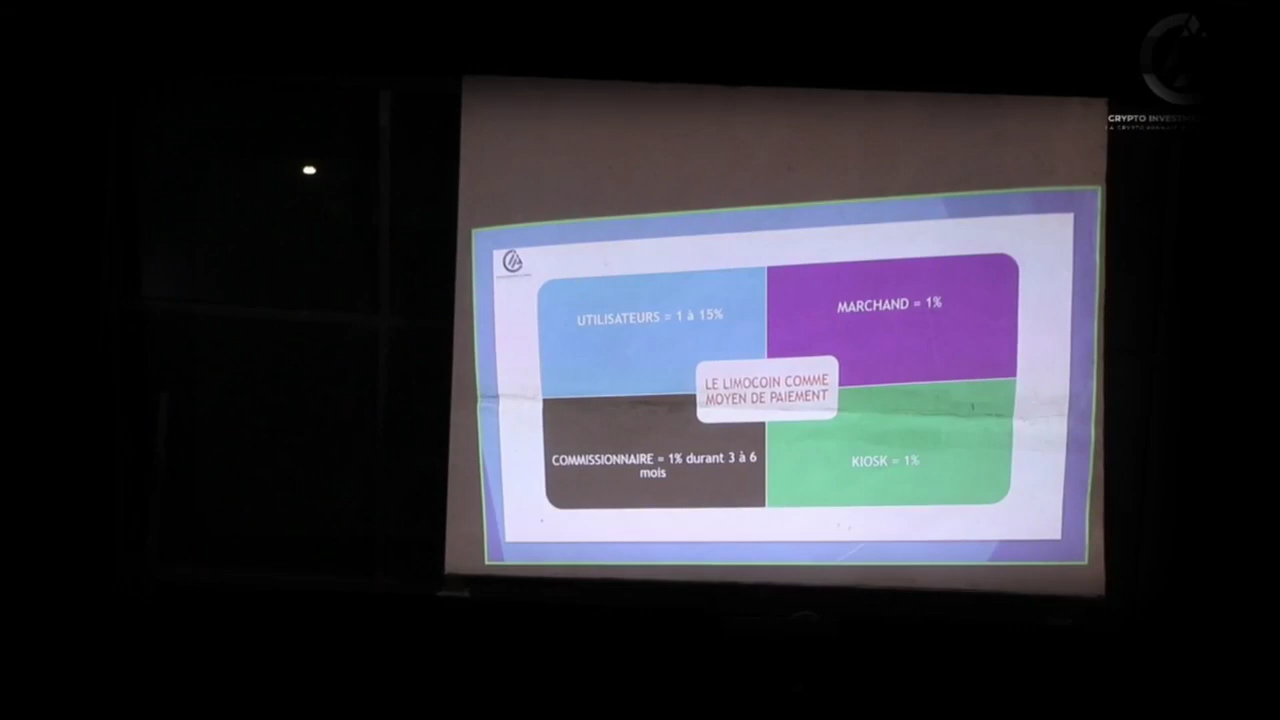 CRYPTO INVESTM
UTILISATEURS = 1 à 15%
MARCHAND = 1%
LE LIMOCOIN COMME
MOYEN DE PAIEMENT
COMMISSIONNAIRE = 1% durant 3 à 6
mois
KIOSK = 1%